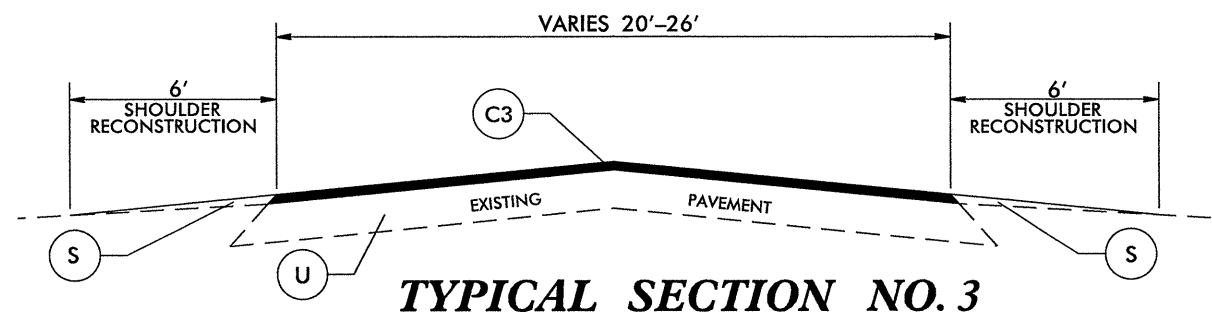 VARIES 20'–26'
6'
SHOULDER
RECONSTRUCTION
6'
SHOULDER
RECONSTRUCTION
C3
EXISTING PAVEMENT
S
U
S
TYPICAL SECTION NO. 3